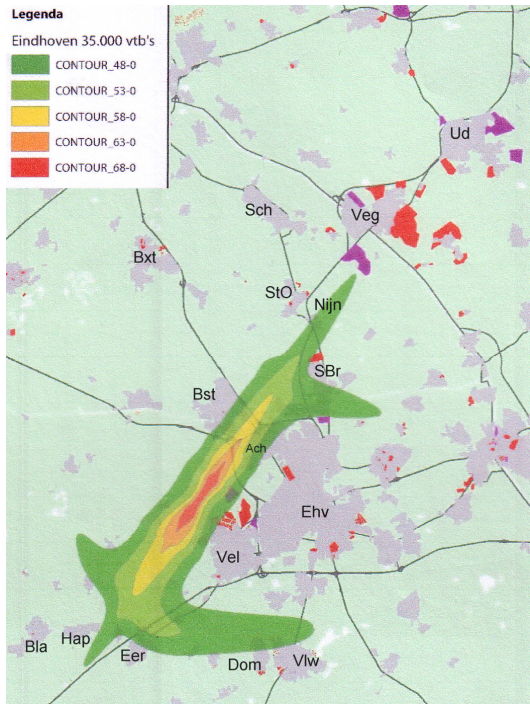 Legenda
Eindhoven 35.000 vtb's
CONTOUR_48-0
CONTOUR_53-0
CONTOUR_58-0
CONTOUR_63-0
CONTOUR_68-0
Ud
Sch
Veg
Bxt
StO
Nijn
SBr
Bst
Ach
Ehv
Vel
Hap
Bla
Eer
Dom
Vlw